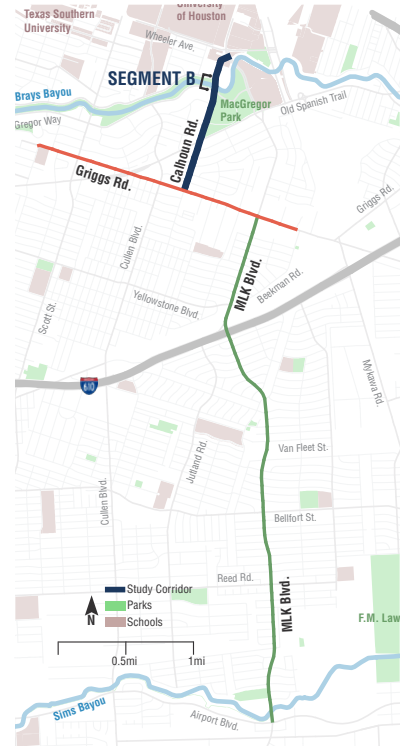 University
of Houston
Texas Southern
University
Wheeler Ave.
SEGMENT B
Brays Bayou
MacGregor
Park
Old Spanish Trail
Gregor Way
Calhoun Rd.
Griggs Rd.
Griggs Rd.
Cullen Blvd.
MLK Blvd.
Beekman Rd.
Yellowstone Blvd.
Scott St.
INTERSTATE
610
Mykawa Rd.
Jutland Rd.
Van Fleet St.
Cullen Blvd.
Bellfort St.
Reed Rd.
MLK Blvd.
Study Corridor
Parks
Schools
N
F.M. Law
0.5mi
1mi
Sims Bayou
Airport Blvd.